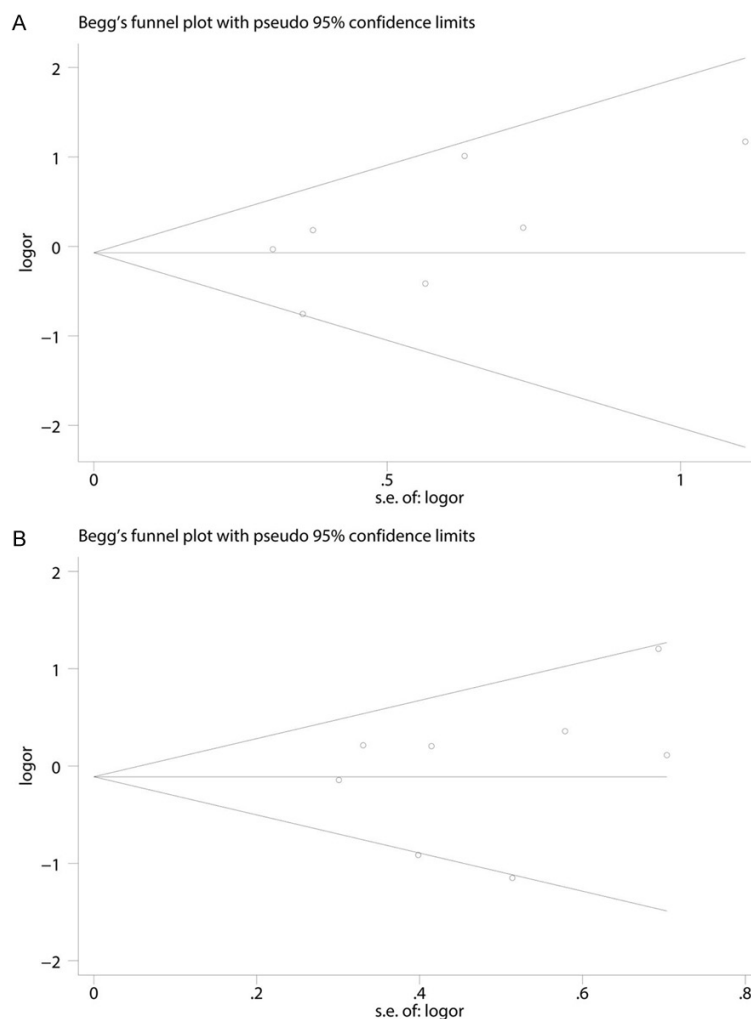 A
Begg's funnel plot with pseudo 95% confidence limits
2
1
0
−1
−2
logor
0
.5
1
s.e. of: logor
B
Begg's funnel plot with pseudo 95% confidence limits
2
1
0
−1
−2
logor
0
.2
.4
.6
.8
s.e. of: logor